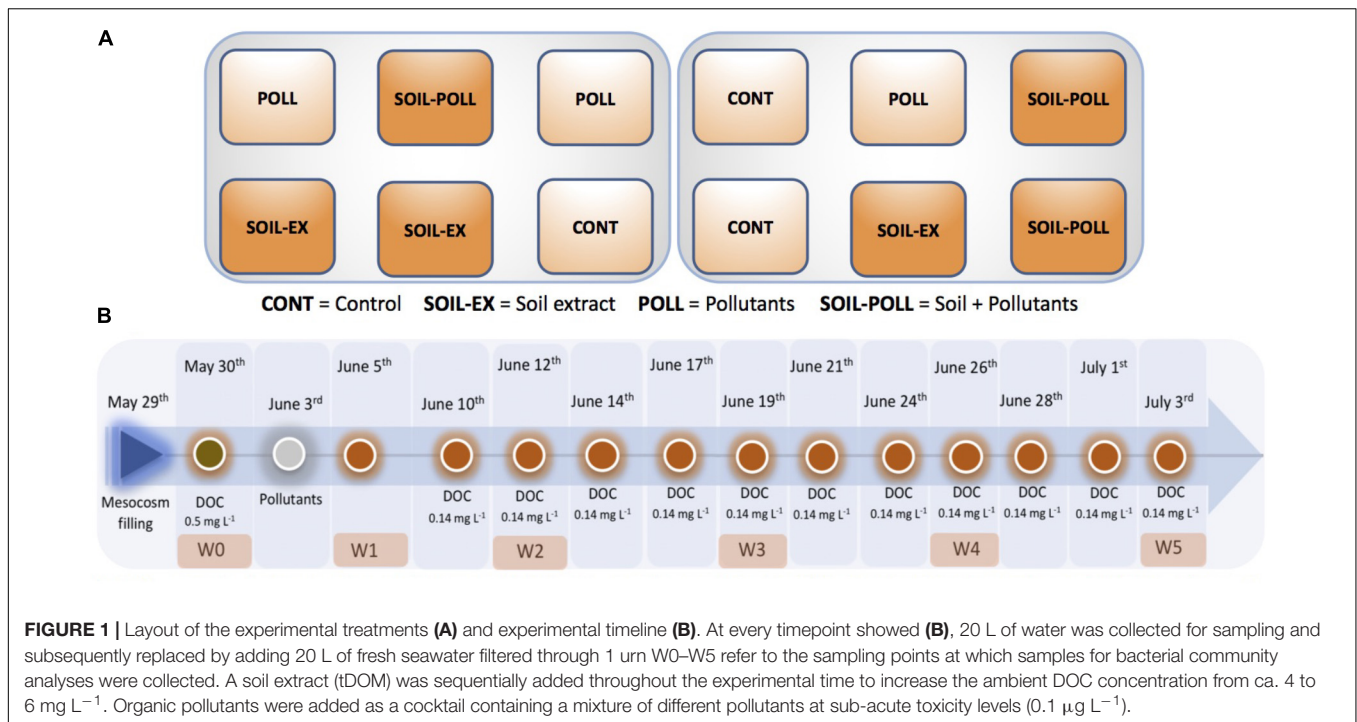 A
POLL SOIL-POLL POLL CONT POLL SOIL-POLL
SOIL-EX SOIL-EX CONT CONT SOIL-EX SOIL-POLL
CONT = Control SOIL-EX = Soil extract POLL = Pollutants SOIL-POLL = Soil + Pollutants
B
May 30th June 5th June 12th June 17th June 21th June 26th July 1st
May 29th June 3rd June 10th June 14th June 19th June 24th June 28th July 3rd
Mesocosm filling
DOC 0.5 mg L-1
Pollutants
DOC 0.14 mg L-1
DOC 0.14 mg L-1
DOC 0.14 mg L-1
DOC 0.14 mg L-1
DOC 0.14 mg L-1
DOC 0.14 mg L-1
DOC 0.14 mg L-1
DOC 0.14 mg L-1
DOC 0.14 mg L-1
DOC 0.14 mg L-1
DOC 0.14 mg L-1
W0 W1 W2 W3 W4 W5
FIGURE 1 | Layout of the experimental treatments (A) and experimental timeline (B). At every timepoint showed (B), 20 L of water was collected for sampling and
subsequently replaced by adding 20 L of fresh seawater filtered through 1 urn W0–W5 refer to the sampling points at which samples for bacterial community
analyses were collected. A soil extract (tDOM) was sequentially added throughout the experimental time to increase the ambient DOC concentration from ca. 4 to
6 mg L−1. Organic pollutants were added as a cocktail containing a mixture of different pollutants at sub-acute toxicity levels (0.1 μg L−1).